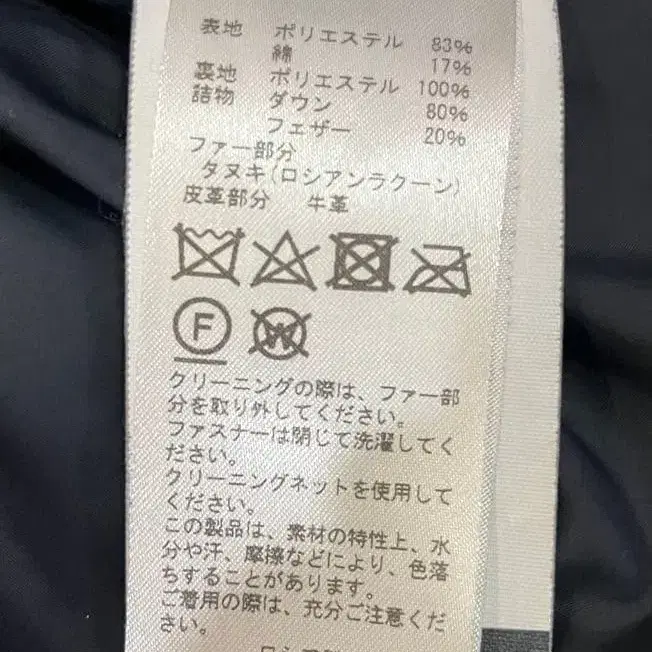 表地 ポリエステル 83%
綿 17%
裏地 ポリエステル 100%
詰物 ダウン 80%
フェザー 20%
ファー部分
タヌキ(ロシアンラクーン)
皮革部分 牛革
F W
クリーニングの際は、ファー部
分を取り外してください。
ファスナーは閉じて洗濯してく
ださい。
クリーニングネットを使用して
ください。
この製品は、素材の特性上、水
分や汗、摩擦などにより、色落
ちすることがあります。
ご着用の際は、充分ご注意くだ
さい。